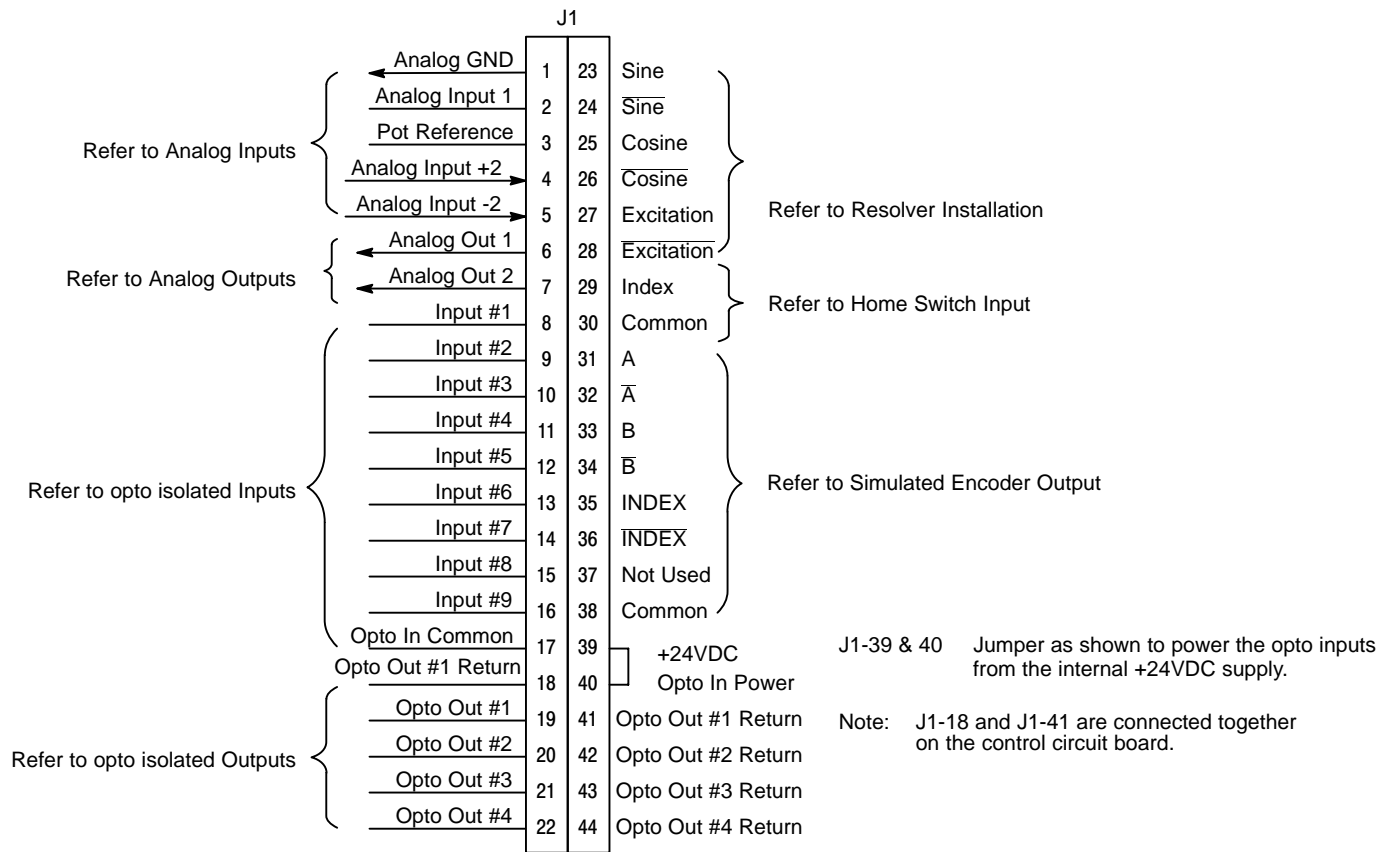 J1
Analog GND 1 23 Sine
Analog Input 1 2 24 S̅i̅n̅e̅
Pot Reference 3 25 Cosine
Analog Input +2 4 26 C̅o̅s̅i̅n̅e̅
Analog Input -2 5 27 Excitation
Analog Out 1 6 28 E̅x̅c̅i̅t̅a̅t̅i̅o̅n̅
Analog Out 2 7 29 Index
Input #1 8 30 Common
Input #2 9 31 A
Input #3 10 32 A̅
Input #4 11 33 B
Input #5 12 34 B̅
Input #6 13 35 INDEX
Input #7 14 36 I̅N̅D̅E̅X̅
Input #8 15 37 Not Used
Input #9 16 38 Common
Opto In Common 17 39 +24VDC
Opto Out #1 Return 18 40 Opto In Power
Opto Out #1 19 41 Opto Out #1 Return
Opto Out #2 20 42 Opto Out #2 Return
Opto Out #3 21 43 Opto Out #3 Return
Opto Out #4 22 44 Opto Out #4 Return
Refer to Analog Inputs
Refer to Analog Outputs
Refer to opto isolated Inputs
Refer to opto isolated Outputs
Refer to Resolver Installation
Refer to Home Switch Input
Refer to Simulated Encoder Output
J1-39 & 40 Jumper as shown to power the opto inputs
from the internal +24VDC supply.
Note: J1-18 and J1-41 are connected together
on the control circuit board.